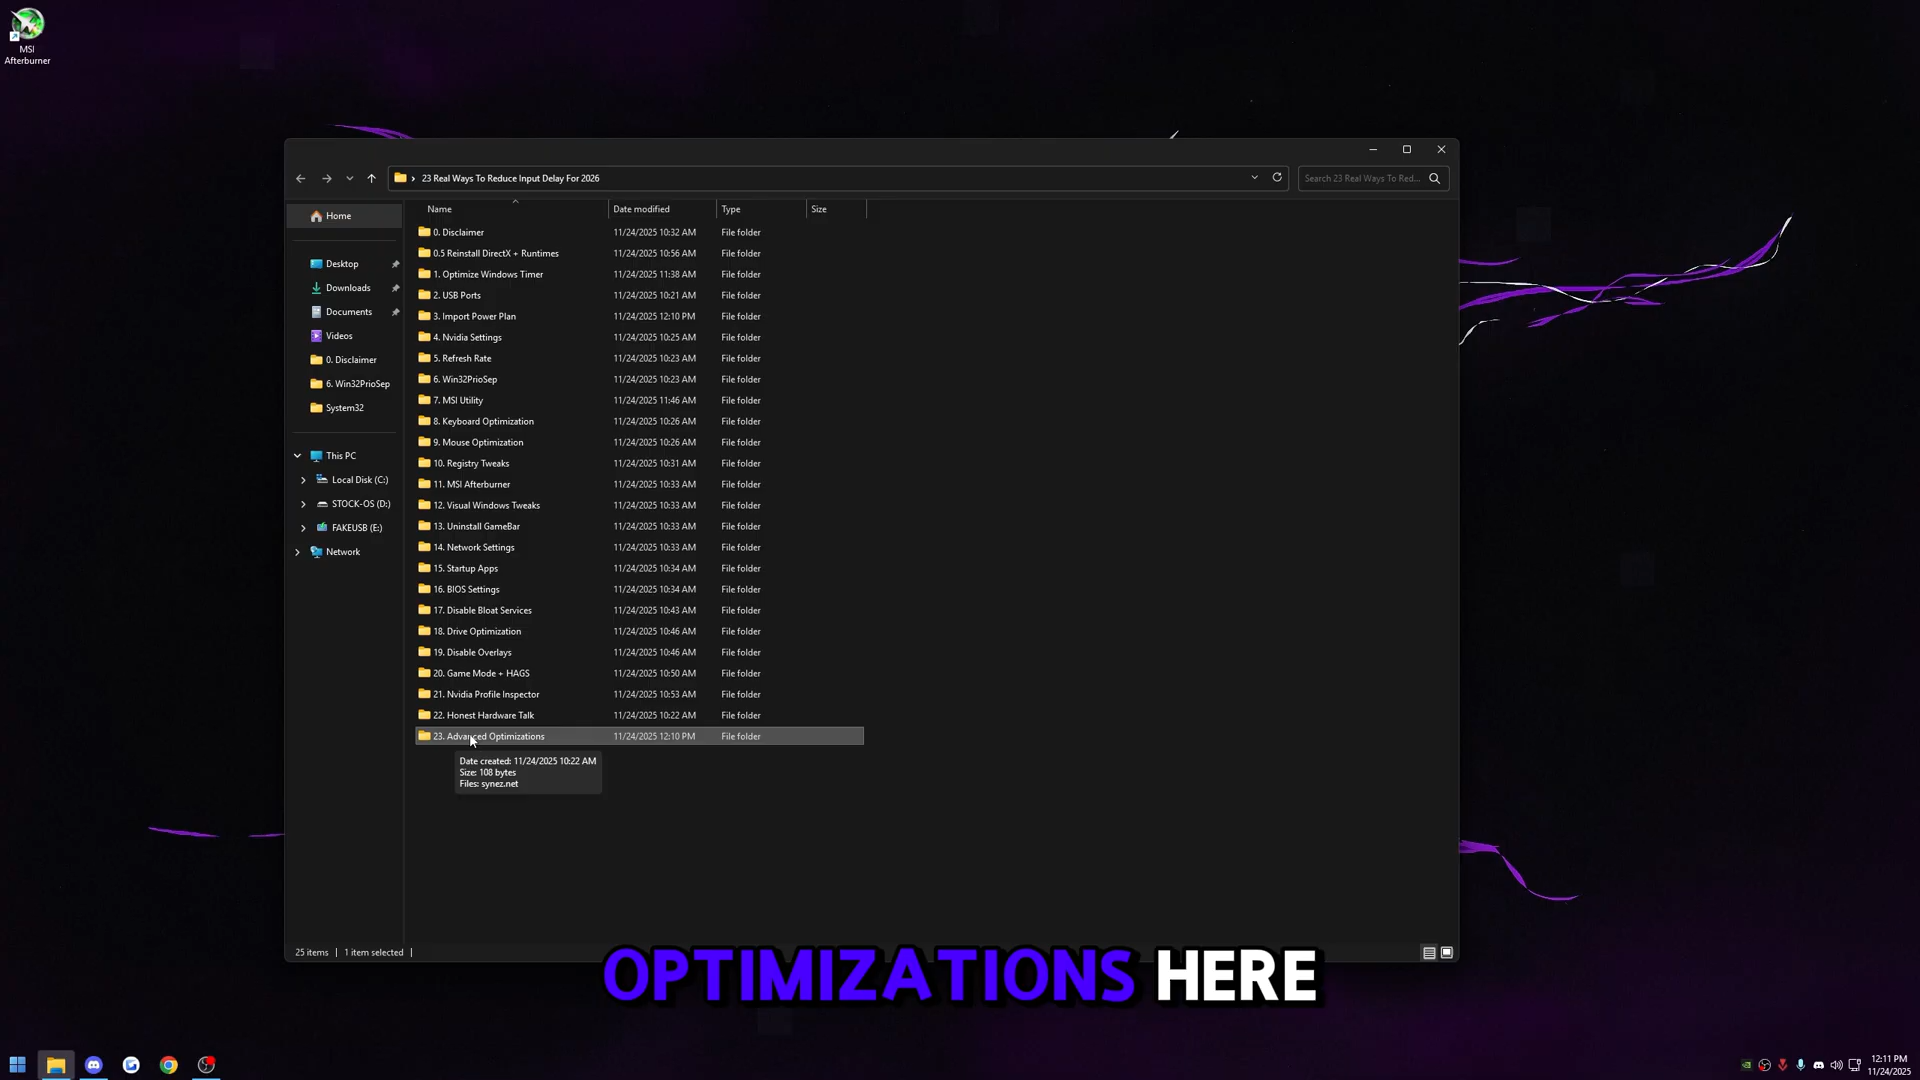 MSI
Afterburner
23 Real Ways To Reduce Input Delay For 2026
Search 23 Real Ways To Red...
Home
Desktop
Downloads
Documents
Videos
0. Disclaimer
6. Win32PrioSep
System32
This PC
Local Disk (C:)
STOCK-OS (D:)
FAKEUSB (E:)
Network
Name Date modified Type Size
0. Disclaimer 11/24/2025 10:32 AM File folder
0.5 Reinstall DirectX + Runtimes 11/24/2025 10:56 AM File folder
1. Optimize Windows Timer 11/24/2025 11:38 AM File folder
2. USB Ports 11/24/2025 10:21 AM File folder
3. Import Power Plan 11/24/2025 12:10 PM File folder
4. Nvidia Settings 11/24/2025 10:25 AM File folder
5. Refresh Rate 11/24/2025 10:23 AM File folder
6. Win32PrioSep 11/24/2025 10:23 AM File folder
7. MSI Utility 11/24/2025 11:46 AM File folder
8. Keyboard Optimization 11/24/2025 10:26 AM File folder
9. Mouse Optimization 11/24/2025 10:26 AM File folder
10. Registry Tweaks 11/24/2025 10:31 AM File folder
11. MSI Afterburner 11/24/2025 10:33 AM File folder
12. Visual Windows Tweaks 11/24/2025 10:33 AM File folder
13. Uninstall GameBar 11/24/2025 10:33 AM File folder
14. Network Settings 11/24/2025 10:33 AM File folder
15. Startup Apps 11/24/2025 10:34 AM File folder
16. BIOS Settings 11/24/2025 10:34 AM File folder
17. Disable Bloat Services 11/24/2025 10:43 AM File folder
18. Drive Optimization 11/24/2025 10:46 AM File folder
19. Disable Overlays 11/24/2025 10:46 AM File folder
20. Game Mode + HAGS 11/24/2025 10:50 AM File folder
21. Nvidia Profile Inspector 11/24/2025 10:53 AM File folder
22. Honest Hardware Talk 11/24/2025 10:22 AM File folder
23. Advanced Optimizations 11/24/2025 12:10 PM File folder
Date created: 11/24/2025 10:22 AM
Size: 108 bytes
Files: synez.net
25 items 1 item selected
OPTIMIZATIONS HERE
12:11 PM
11/24/2025